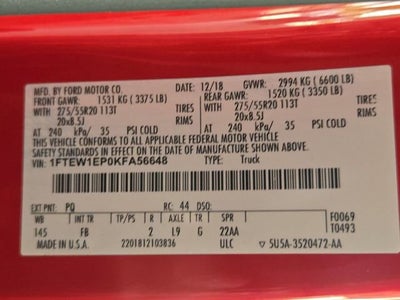 MFD. BY FORD MOTOR CO. 12/18 GVWR: 2994 KG ( 6600 LB)
FRONT GAWR: 1531 KG ( 3375 LB) REAR GAWR: 1520 KG ( 3350 LB)
WITH WITH
275/55R20 113T TIRES 275/55R20 113T TIRES
20x8.5J RIMS 20x8.5J RIMS
AT 240 kPa/ 35 PSI COLD AT 240 kPa/ 35 PSI COLD
THIS VEHICLE CONFORMS TO ALL APPLICABLE FEDERAL MOTOR VEHICLE
SAFETY STANDARDS IN EFFECT ON THE DATE OF MANUFACTURE SHOWN ABOVE.
VIN: 1FTEW1EP0KFA56648 TYPE: Truck
EXT PNT: PQ RC: 44 DSO: F0069
WB INT TR TP/PS R AXLE TR SPR T0493
145 FB 2 L9 G 22AA
MADE IN U.S.A. 2201812103836 ULC 5U5A-3520472-AA